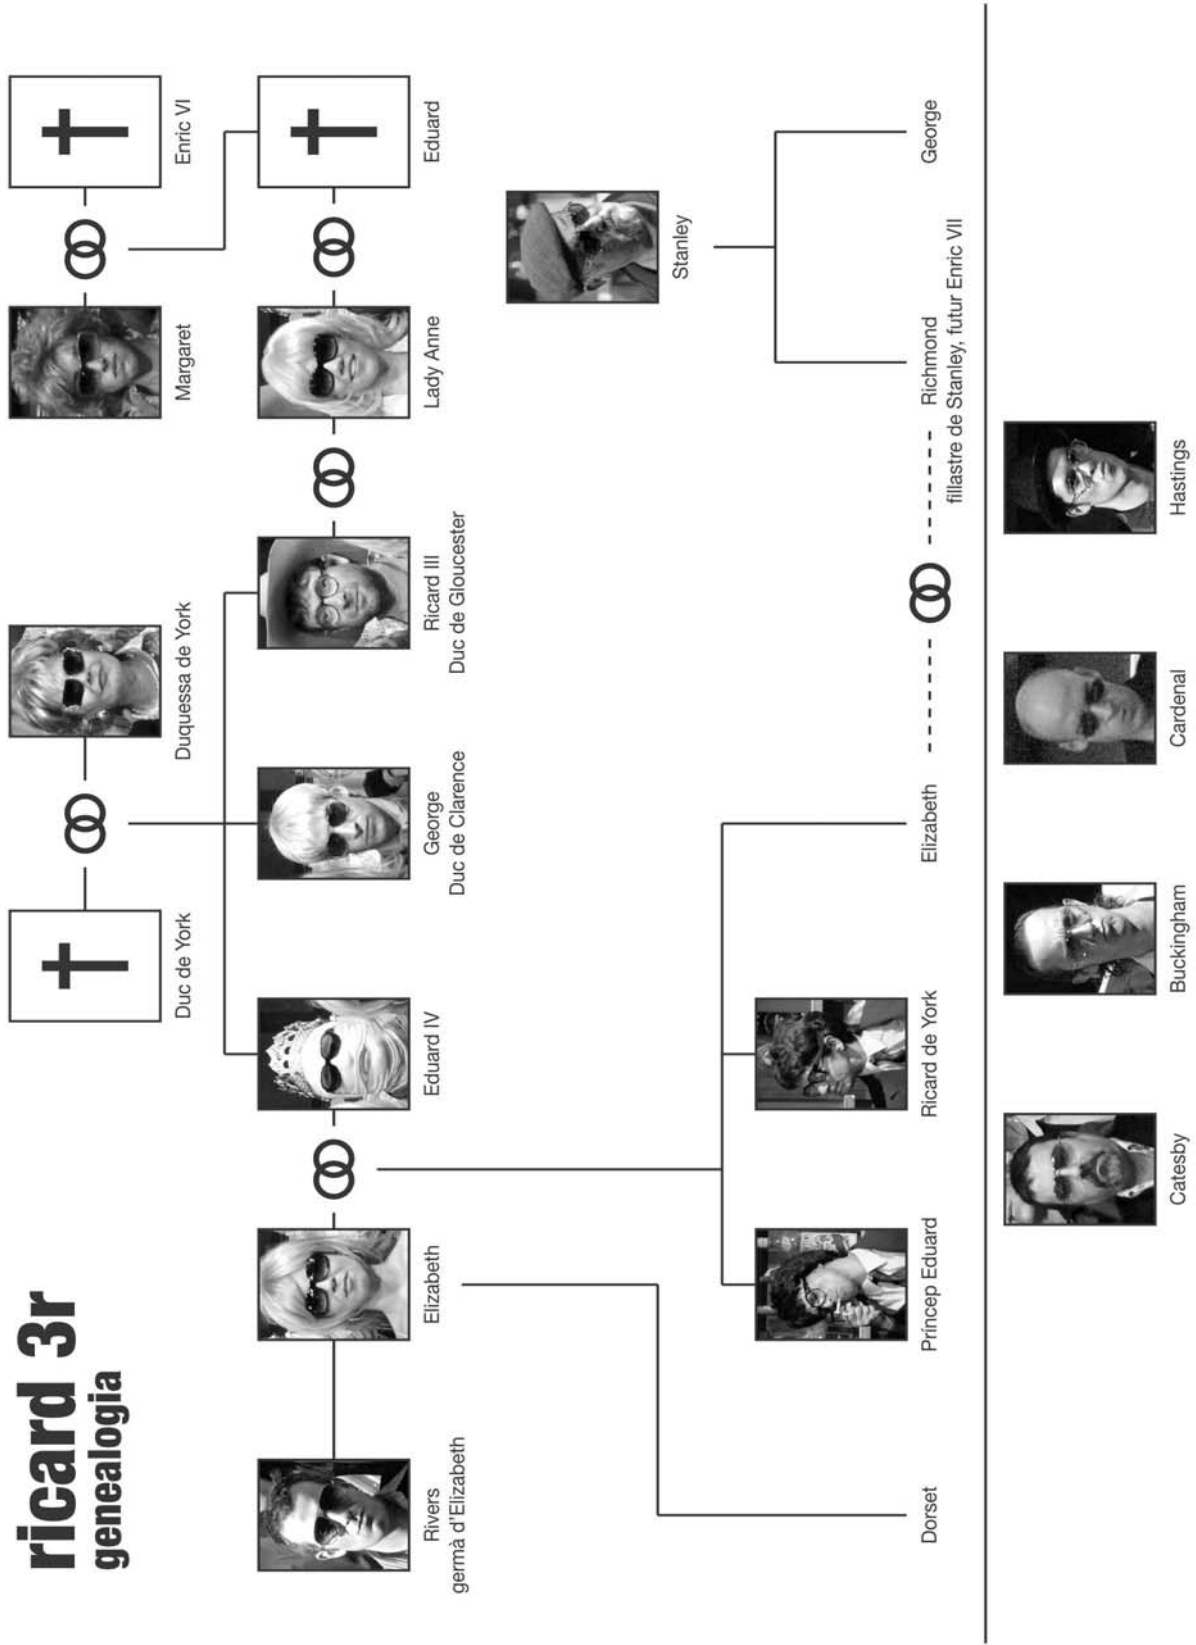 ricard 3r
genealogia
Duc de York
Duquessa de York
Margaret
Enric VI
Rivers
germà d'Elizabeth
Elizabeth
Eduard IV
George
Duc de Clarence
Ricard III
Duc de Gloucester
Lady Anne
Eduard
Stanley
Dorset
Príncep Eduard
Ricard de York
Elizabeth
Richmond
fillastre de Stanley, futur Enric VII
George
Catesby
Buckingham
Cardenal
Hastings